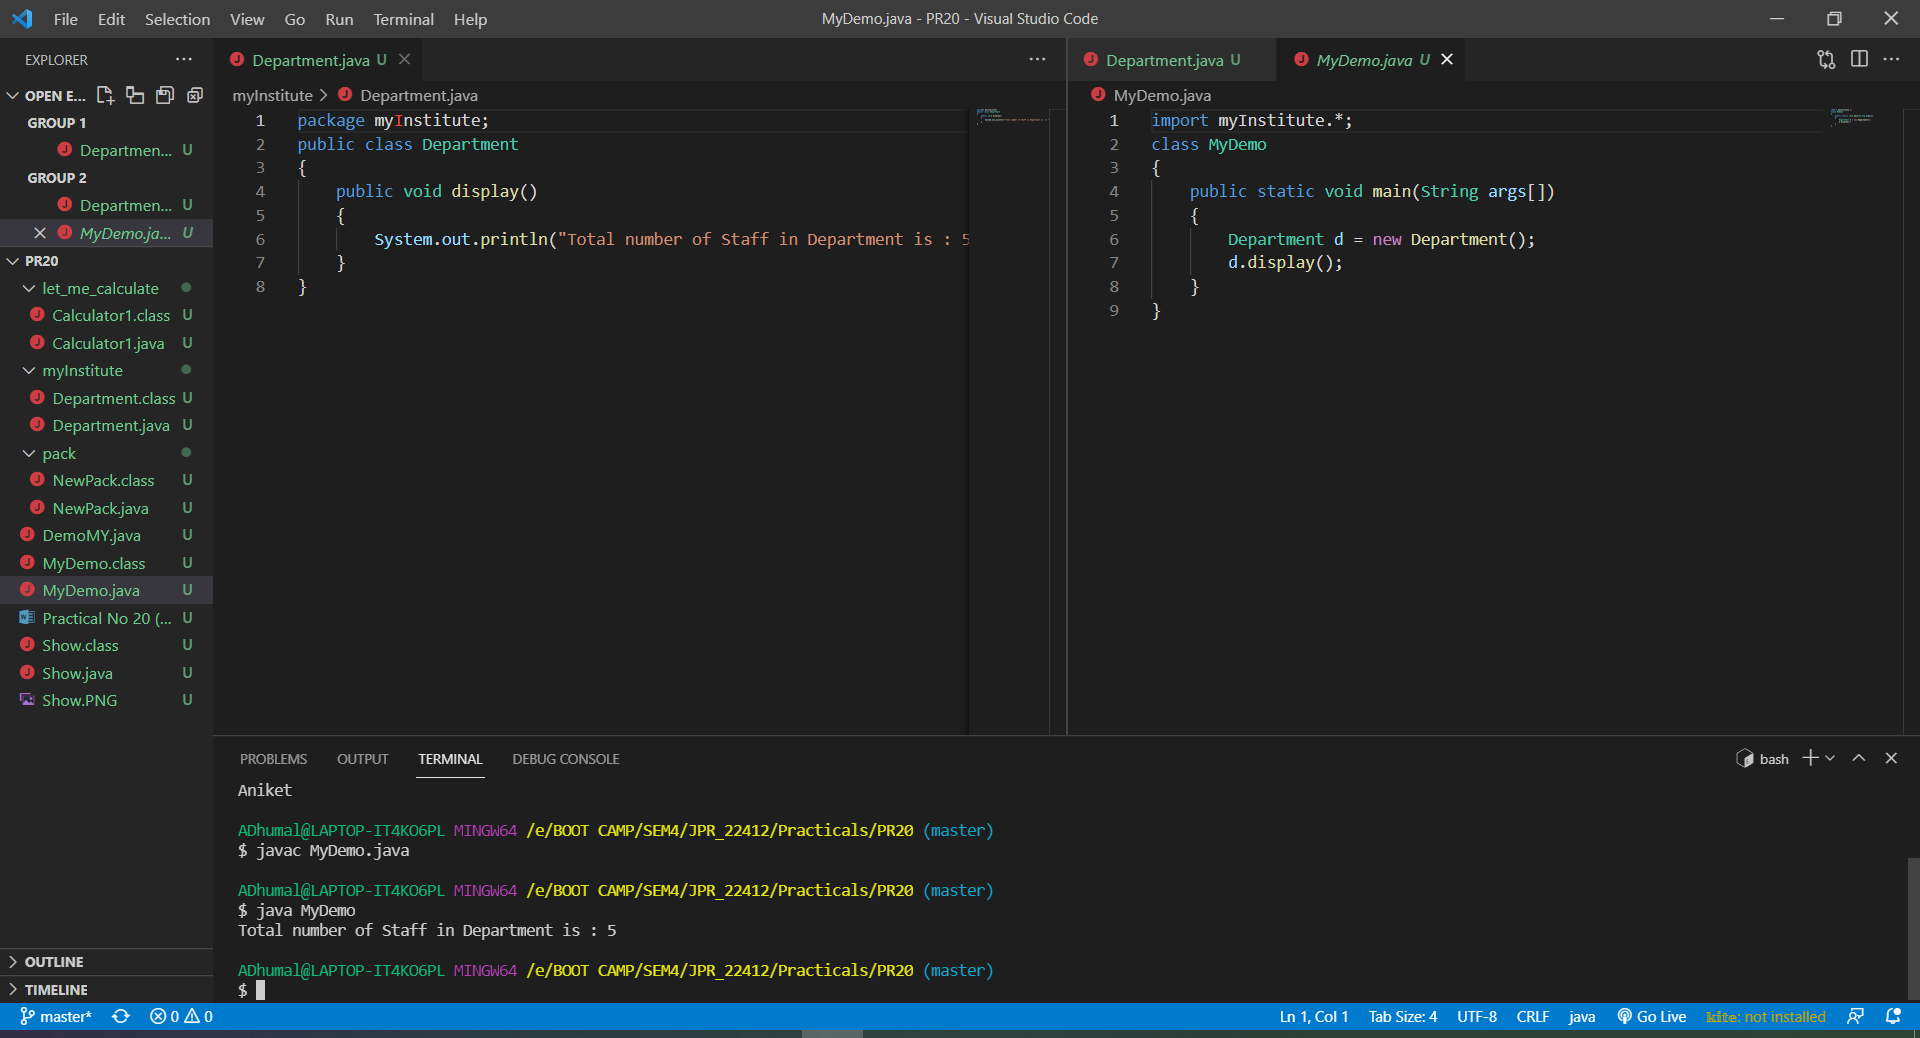 File Edit Selection View Go Run Terminal Help
MyDemo.java - PR20 - Visual Studio Code
EXPLORER
OPEN E...
GROUP 1
Departmen... U
GROUP 2
Departmen... U
MyDemo.ja... U
PR20
let_me_calculate
Calculator1.class U
Calculator1.java U
myInstitute
Department.class U
Department.java U
pack
NewPack.class U
NewPack.java U
DemoMY.java U
MyDemo.class U
MyDemo.java U
Practical No 20 (... U
Show.class U
Show.java U
Show.PNG U
OUTLINE
TIMELINE
Department.java U
myInstitute > Department.java
1 package myInstitute;
2 public class Department
3 {
4 public void display()
5 {
6 System.out.println("Total number of Staff in Department is : 5
7 }
8 }
Department.java U MyDemo.java U
MyDemo.java
1 import myInstitute.*;
2 class MyDemo
3 {
4 public static void main(String args[])
5 {
6 Department d = new Department();
7 d.display();
8 }
9 }
PROBLEMS OUTPUT TERMINAL DEBUG CONSOLE
bash
Aniket
ADhumal@LAPTOP-IT4KO6PL MINGW64 /e/BOOT CAMP/SEM4/JPR_22412/Practicals/PR20 (master)
$ javac MyDemo.java
ADhumal@LAPTOP-IT4KO6PL MINGW64 /e/BOOT CAMP/SEM4/JPR_22412/Practicals/PR20 (master)
$ java MyDemo
Total number of Staff in Department is : 5
ADhumal@LAPTOP-IT4KO6PL MINGW64 /e/BOOT CAMP/SEM4/JPR_22412/Practicals/PR20 (master)
$
master* 0 0
Ln 1, Col 1 Tab Size: 4 UTF-8 CRLF java Go Live kite: not installed